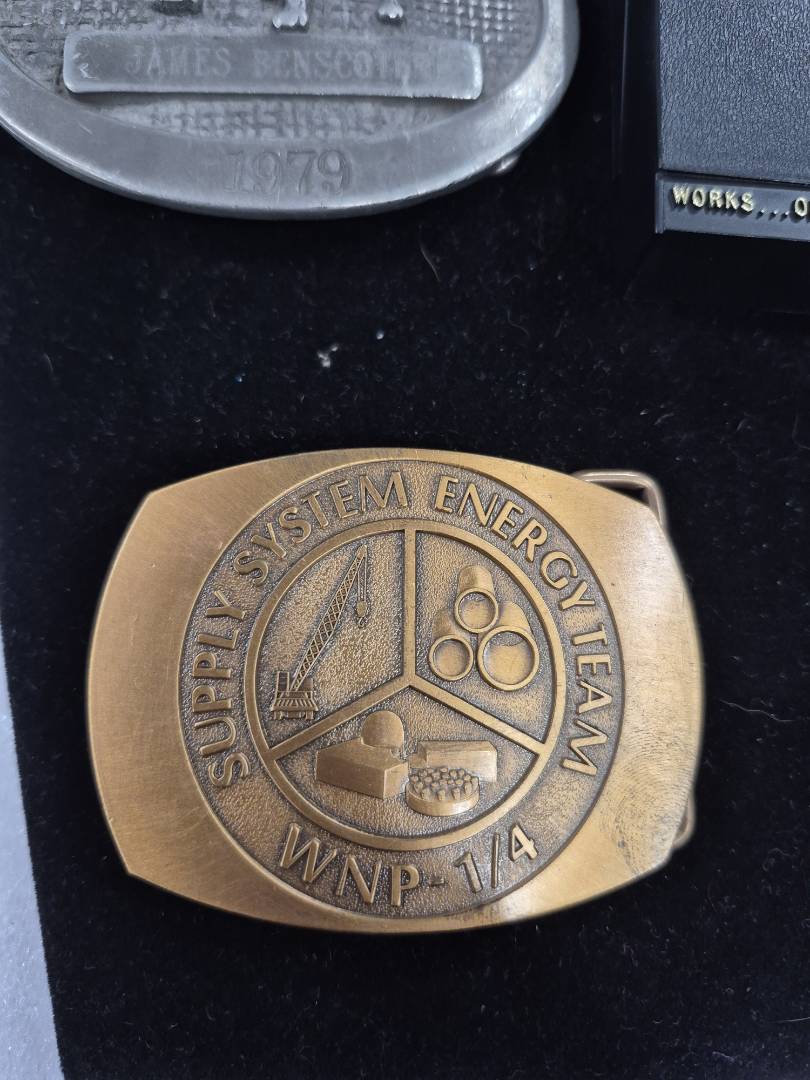 JAMES BENSCOTER
1979
WORKS...O
SUPPLY SYSTEM ENERGY TEAM
WNP-1/4